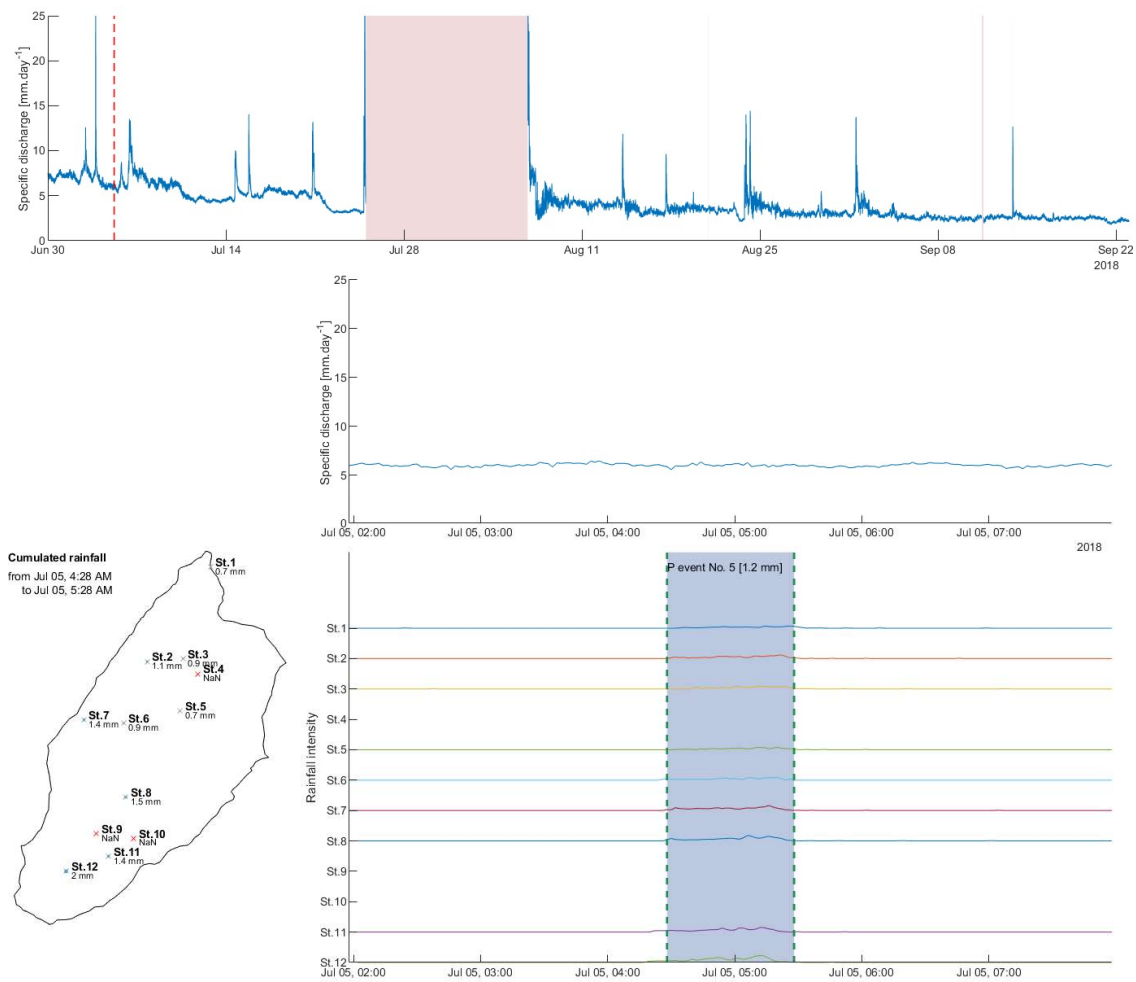 Specific discharge [mm.day⁻¹]
25
20
15
10
5
0
Jun 30
Jul 14
Jul 28
Aug 11
Aug 25
Sep 08
Sep 22
2018
Specific discharge [mm.day⁻¹]
25
20
15
10
5
0
Jul 05, 02:00
Jul 05, 03:00
Jul 05, 04:00
Jul 05, 05:00
Jul 05, 06:00
Jul 05, 07:00
2018
Cumulated rainfall
from Jul 05, 4:28 AM
to Jul 05, 5:28 AM
St.1
0.7 mm
St.2
1.1 mm
St.3
0.9 mm
St.4
NaN
St.5
0.7 mm
St.6
0.9 mm
St.7
1.4 mm
St.8
1.5 mm
St.9
NaN
St.10
NaN
St.11
1.4 mm
St.12
2 mm
P event No. 5 [1.2 mm]
Rainfall intensity
St.1
St.2
St.3
St.4
St.5
St.6
St.7
St.8
St.9
St.10
St.11
St.12
Jul 05, 02:00
Jul 05, 03:00
Jul 05, 04:00
Jul 05, 05:00
Jul 05, 06:00
Jul 05, 07:00